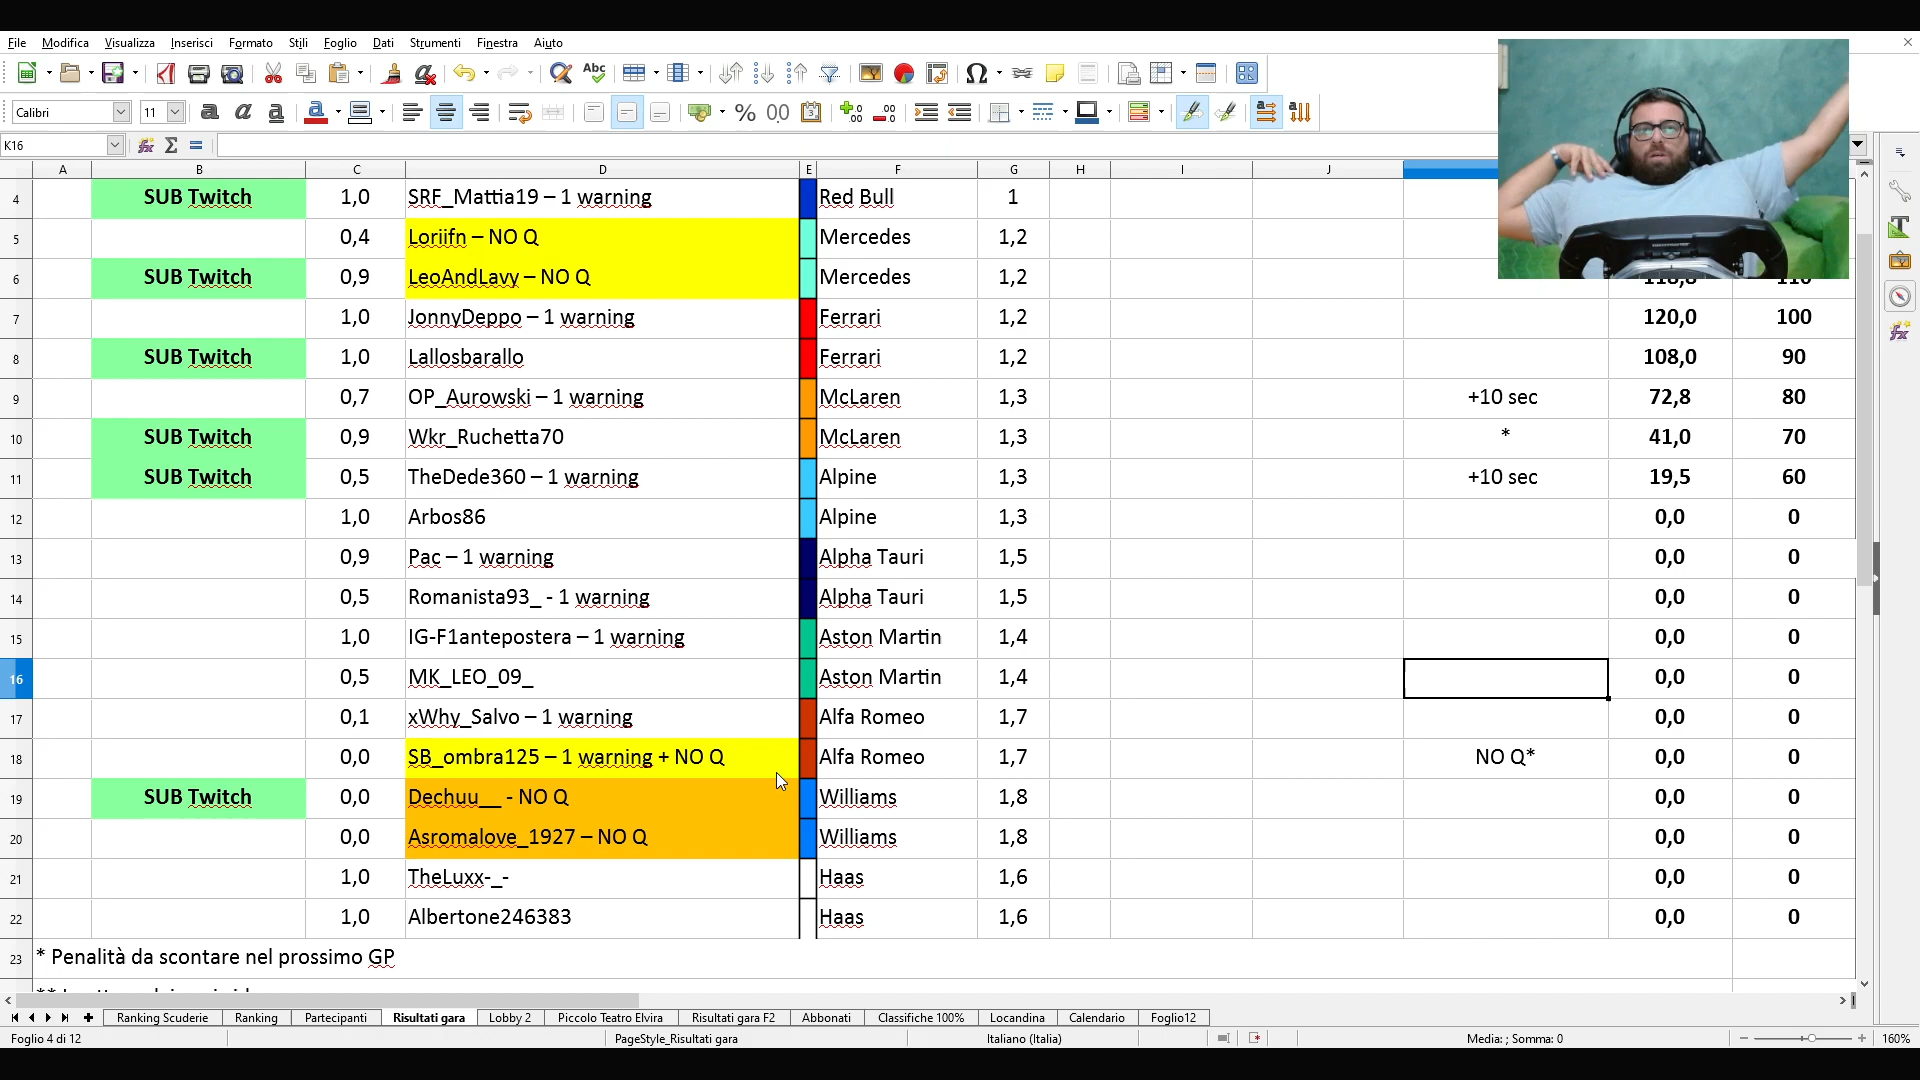 File Modifica Visualizza Inserisci Formato Stili Foglio Dati Strumenti Finestra Aiuto
Calibri 11
K16
A B C D E F G H I J
4 SUB Twitch 1,0 SRF_Mattia19 – 1 warning Red Bull 1
5 0,4 Loriifn – NO Q Mercedes 1,2
6 SUB Twitch 0,9 LeoAndLavy – NO Q Mercedes 1,2
7 1,0 JonnyDeppo – 1 warning Ferrari 1,2 120,0 100
8 SUB Twitch 1,0 Lallosbarallo Ferrari 1,2 108,0 90
9 0,7 OP_Aurowski – 1 warning McLaren 1,3 +10 sec 72,8 80
10 SUB Twitch 0,9 Wkr_Ruchetta70 McLaren 1,3 * 41,0 70
11 SUB Twitch 0,5 TheDede360 – 1 warning Alpine 1,3 +10 sec 19,5 60
12 1,0 Arbos86 Alpine 1,3 0,0 0
13 0,9 Pac – 1 warning Alpha Tauri 1,5 0,0 0
14 0,5 Romanista93_ - 1 warning Alpha Tauri 1,5 0,0 0
15 1,0 IG-F1antepostera – 1 warning Aston Martin 1,4 0,0 0
16 0,5 MK_LEO_09_ Aston Martin 1,4 0,0 0
17 0,1 xWhy_Salvo – 1 warning Alfa Romeo 1,7 0,0 0
18 0,0 SB_ombra125 – 1 warning + NO Q Alfa Romeo 1,7 NO Q* 0,0 0
19 SUB Twitch 0,0 Dechuu__ - NO Q Williams 1,8 0,0 0
20 0,0 Asromalove_1927 – NO Q Williams 1,8 0,0 0
21 1,0 TheLuxx-_- Haas 1,6 0,0 0
22 1,0 Albertone246383 Haas 1,6 0,0 0
23 * Penalità da scontare nel prossimo GP
Ranking Scuderie Ranking Partecipanti Risultati gara Lobby 2 Piccolo Teatro Elvira Risultati gara F2 Abbonati Classifiche 100% Locandina Calendario Foglio12
Foglio 4 di 12 PageStyle_Risultati gara Italiano (Italia) Media: ; Somma: 0 160%